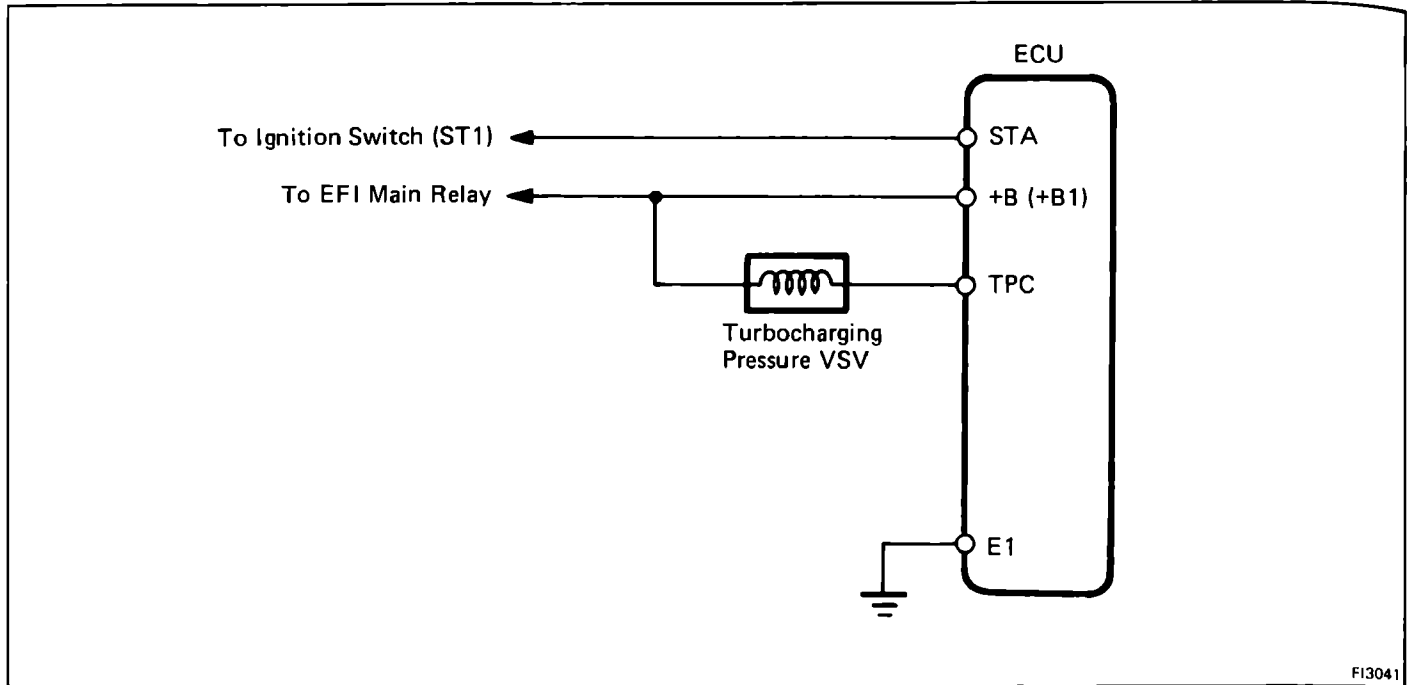 ECU
To Ignition Switch (ST1)
STA
To EFI Main Relay
+B (+B1)
TPC
Turbocharging
Pressure VSV
E1
FI3041